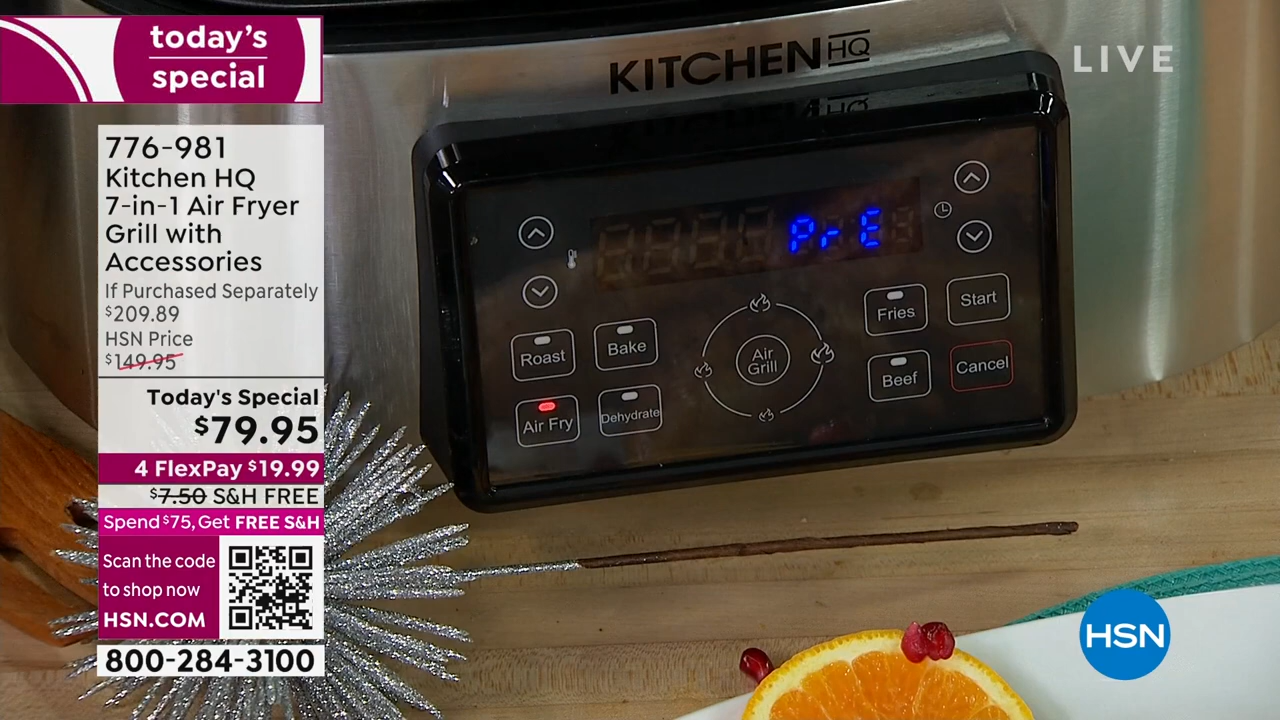 today's
special
LIVE
776-981
Kitchen HQ
7-in-1 Air Fryer
Grill with
Accessories
If Purchased Separately
$209.89
HSN Price
$149.95
Today's Special
$79.95
4 FlexPay $19.99
$7.50 S&H FREE
Spend $75, Get FREE S&H
Scan the code
to shop now
HSN.COM
800-284-3100
KITCHEN HQ
PrE
Roast
Bake
Air Fry
Dehydrate
Air
Grill
Fries
Start
Beef
Cancel
HSN